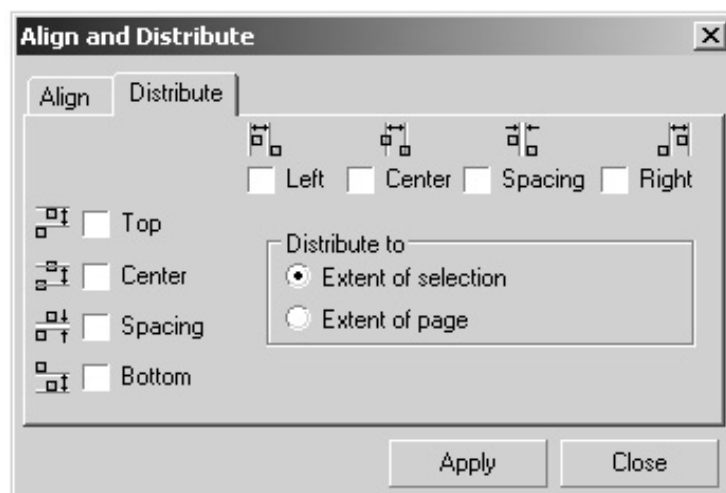 Align and Distribute
Align Distribute
Left Center Spacing Right
Top
Distribute to
Center
Extent of selection
Spacing
Extent of page
Bottom
Apply Close